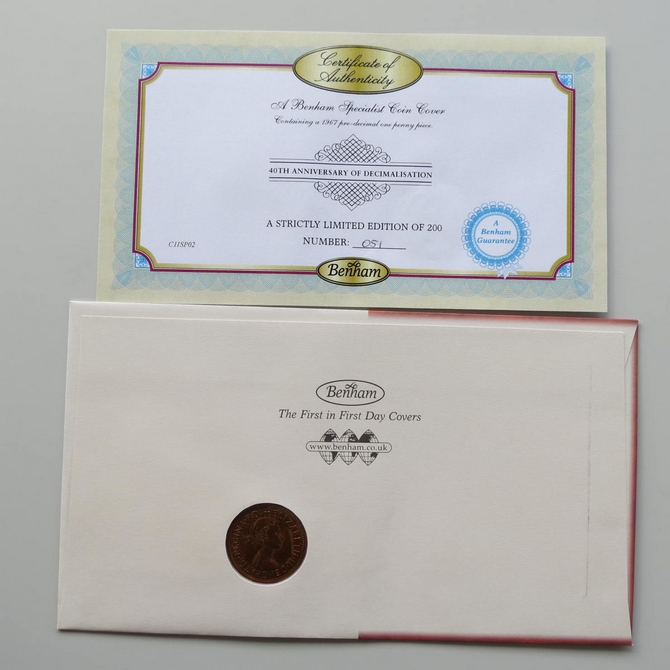 Certificate of
Authenticity
A Benham Specialist Coin Cover
Containing a 1967 pre-decimal one penny piece.
40TH ANNIVERSARY OF DECIMALISATION
A STRICTLY LIMITED EDITION OF 200
NUMBER: 051
C11SP02
A
Benham
Guarantee
Benham
Benham
The First in First Day Covers
www.benham.co.uk